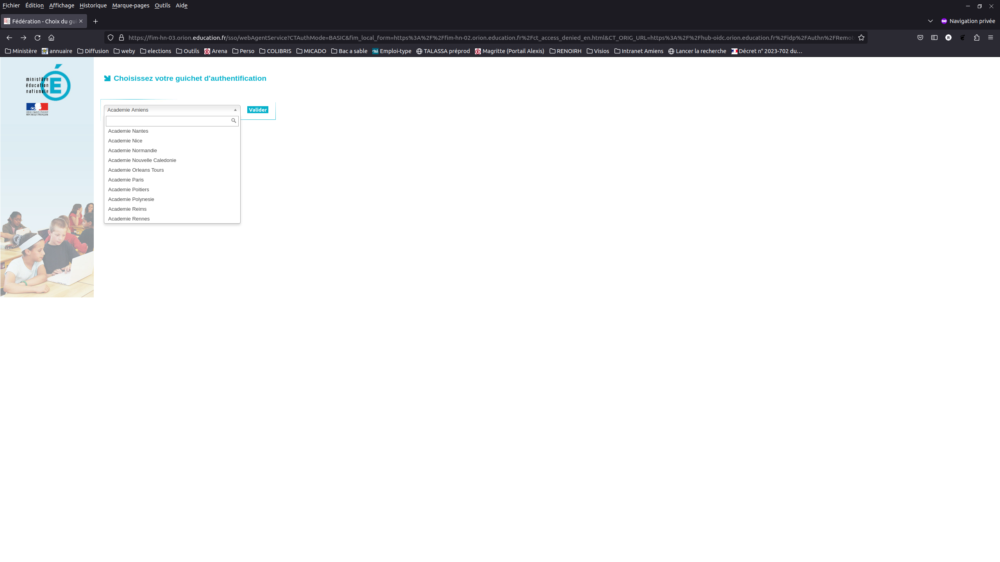 Fichier Édition Affichage Historique Marque-pages Outils Aide
Fédération - Choix du gui
Navigation privée
https://fim-hn-03.orion.education.fr/sso/webAgentService?CTAuthMode=BASIC&fim_local_form=https%3A%2F%2Ffim-hn-02.orion.education.fr%2Fct_access_denied_en.html&CT_ORIG_URL=https%3A%2F%2Fhub-oidc.orion.education.fr%2Fidp%2FAuthn%2FRemot
Ministère annuaire Diffusion weby elections Outils Arena Perso COLIBRIS MICADO Bac a sable Emploi-type TALASSA préprod Magritte (Portail Alexis) RENOIRH Visios Intranet Amiens Lancer la recherche Décret n° 2023-702 du…
ministère
éducation
nationale
É
Liberté • Égalité • Fraternité
RÉPUBLIQUE FRANÇAISE
Choisissez votre guichet d'authentification
Academie Amiens
Valider
Academie Nantes
Academie Nice
Academie Normandie
Academie Nouvelle Caledonie
Academie Orleans Tours
Academie Paris
Academie Poitiers
Academie Polynesie
Academie Reims
Academie Rennes